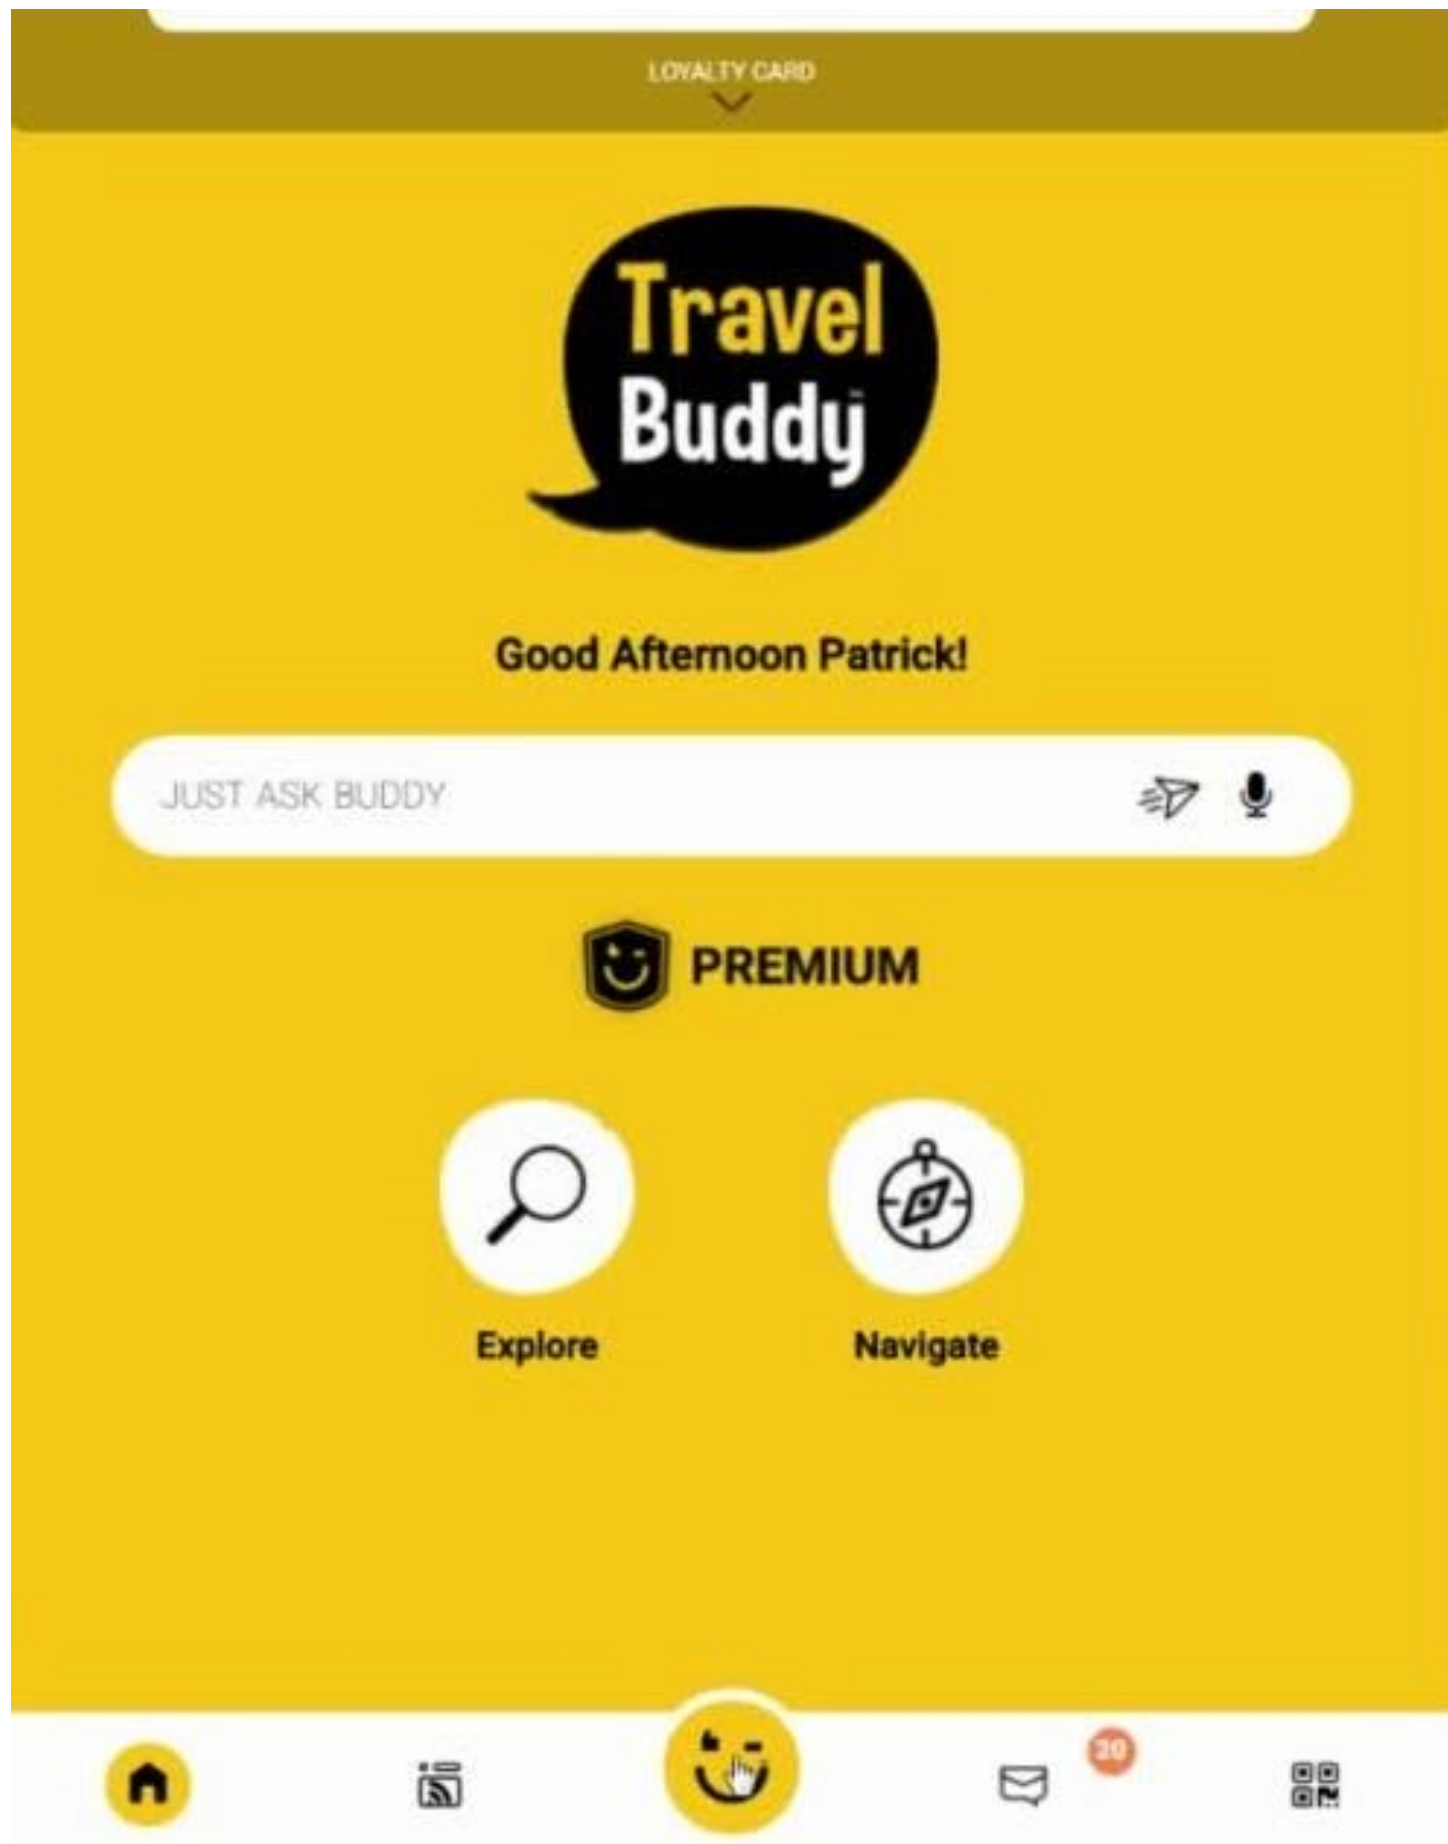 LOYALTY CARD
Travel
Buddy
Good Afternoon Patrick!
JUST ASK BUDDY
PREMIUM
Explore
Navigate
20